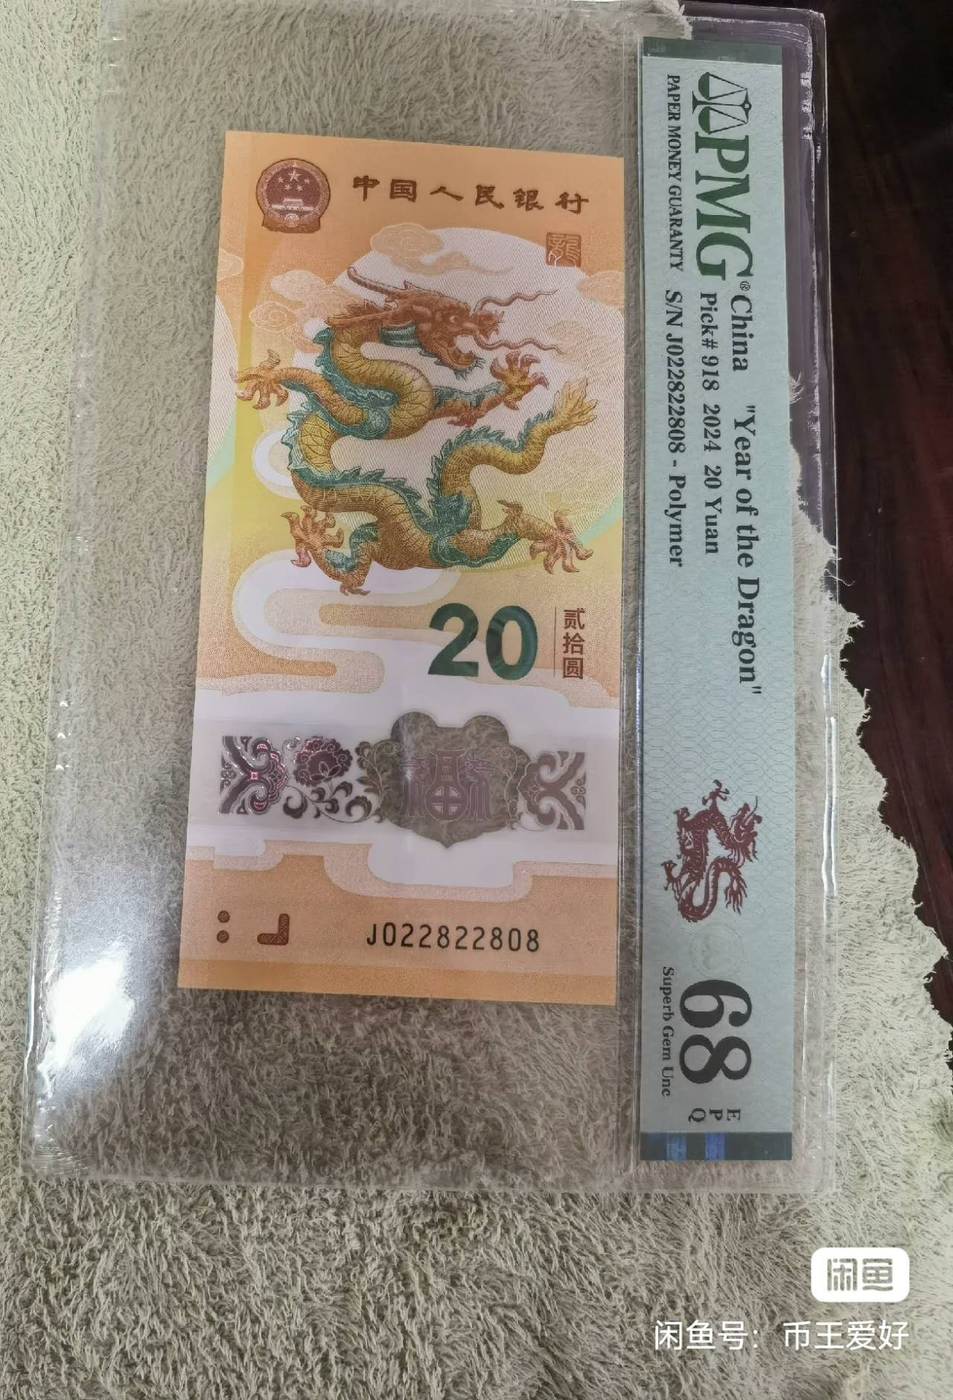 中国人民银行
龍
20
贰拾圆
福
J022822808
PMG®
PAPER MONEY GUARANTY
China "Year of the Dragon"
Pick# 918 2024 20 Yuan
S/N J022822808 - Polymer
68 EPQ
Superb Gem Unc
闲鱼
闲鱼号：币王爱好